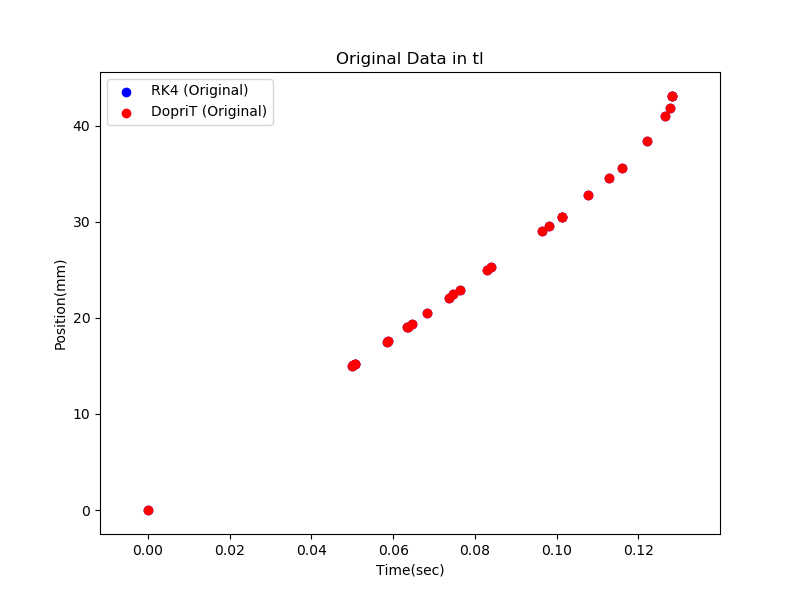 Original Data in tl
RK4 (Original)
DopriT (Original)
Position(mm)
40
30
20
10
0
0.00 0.02 0.04 0.06 0.08 0.10 0.12
Time(sec)